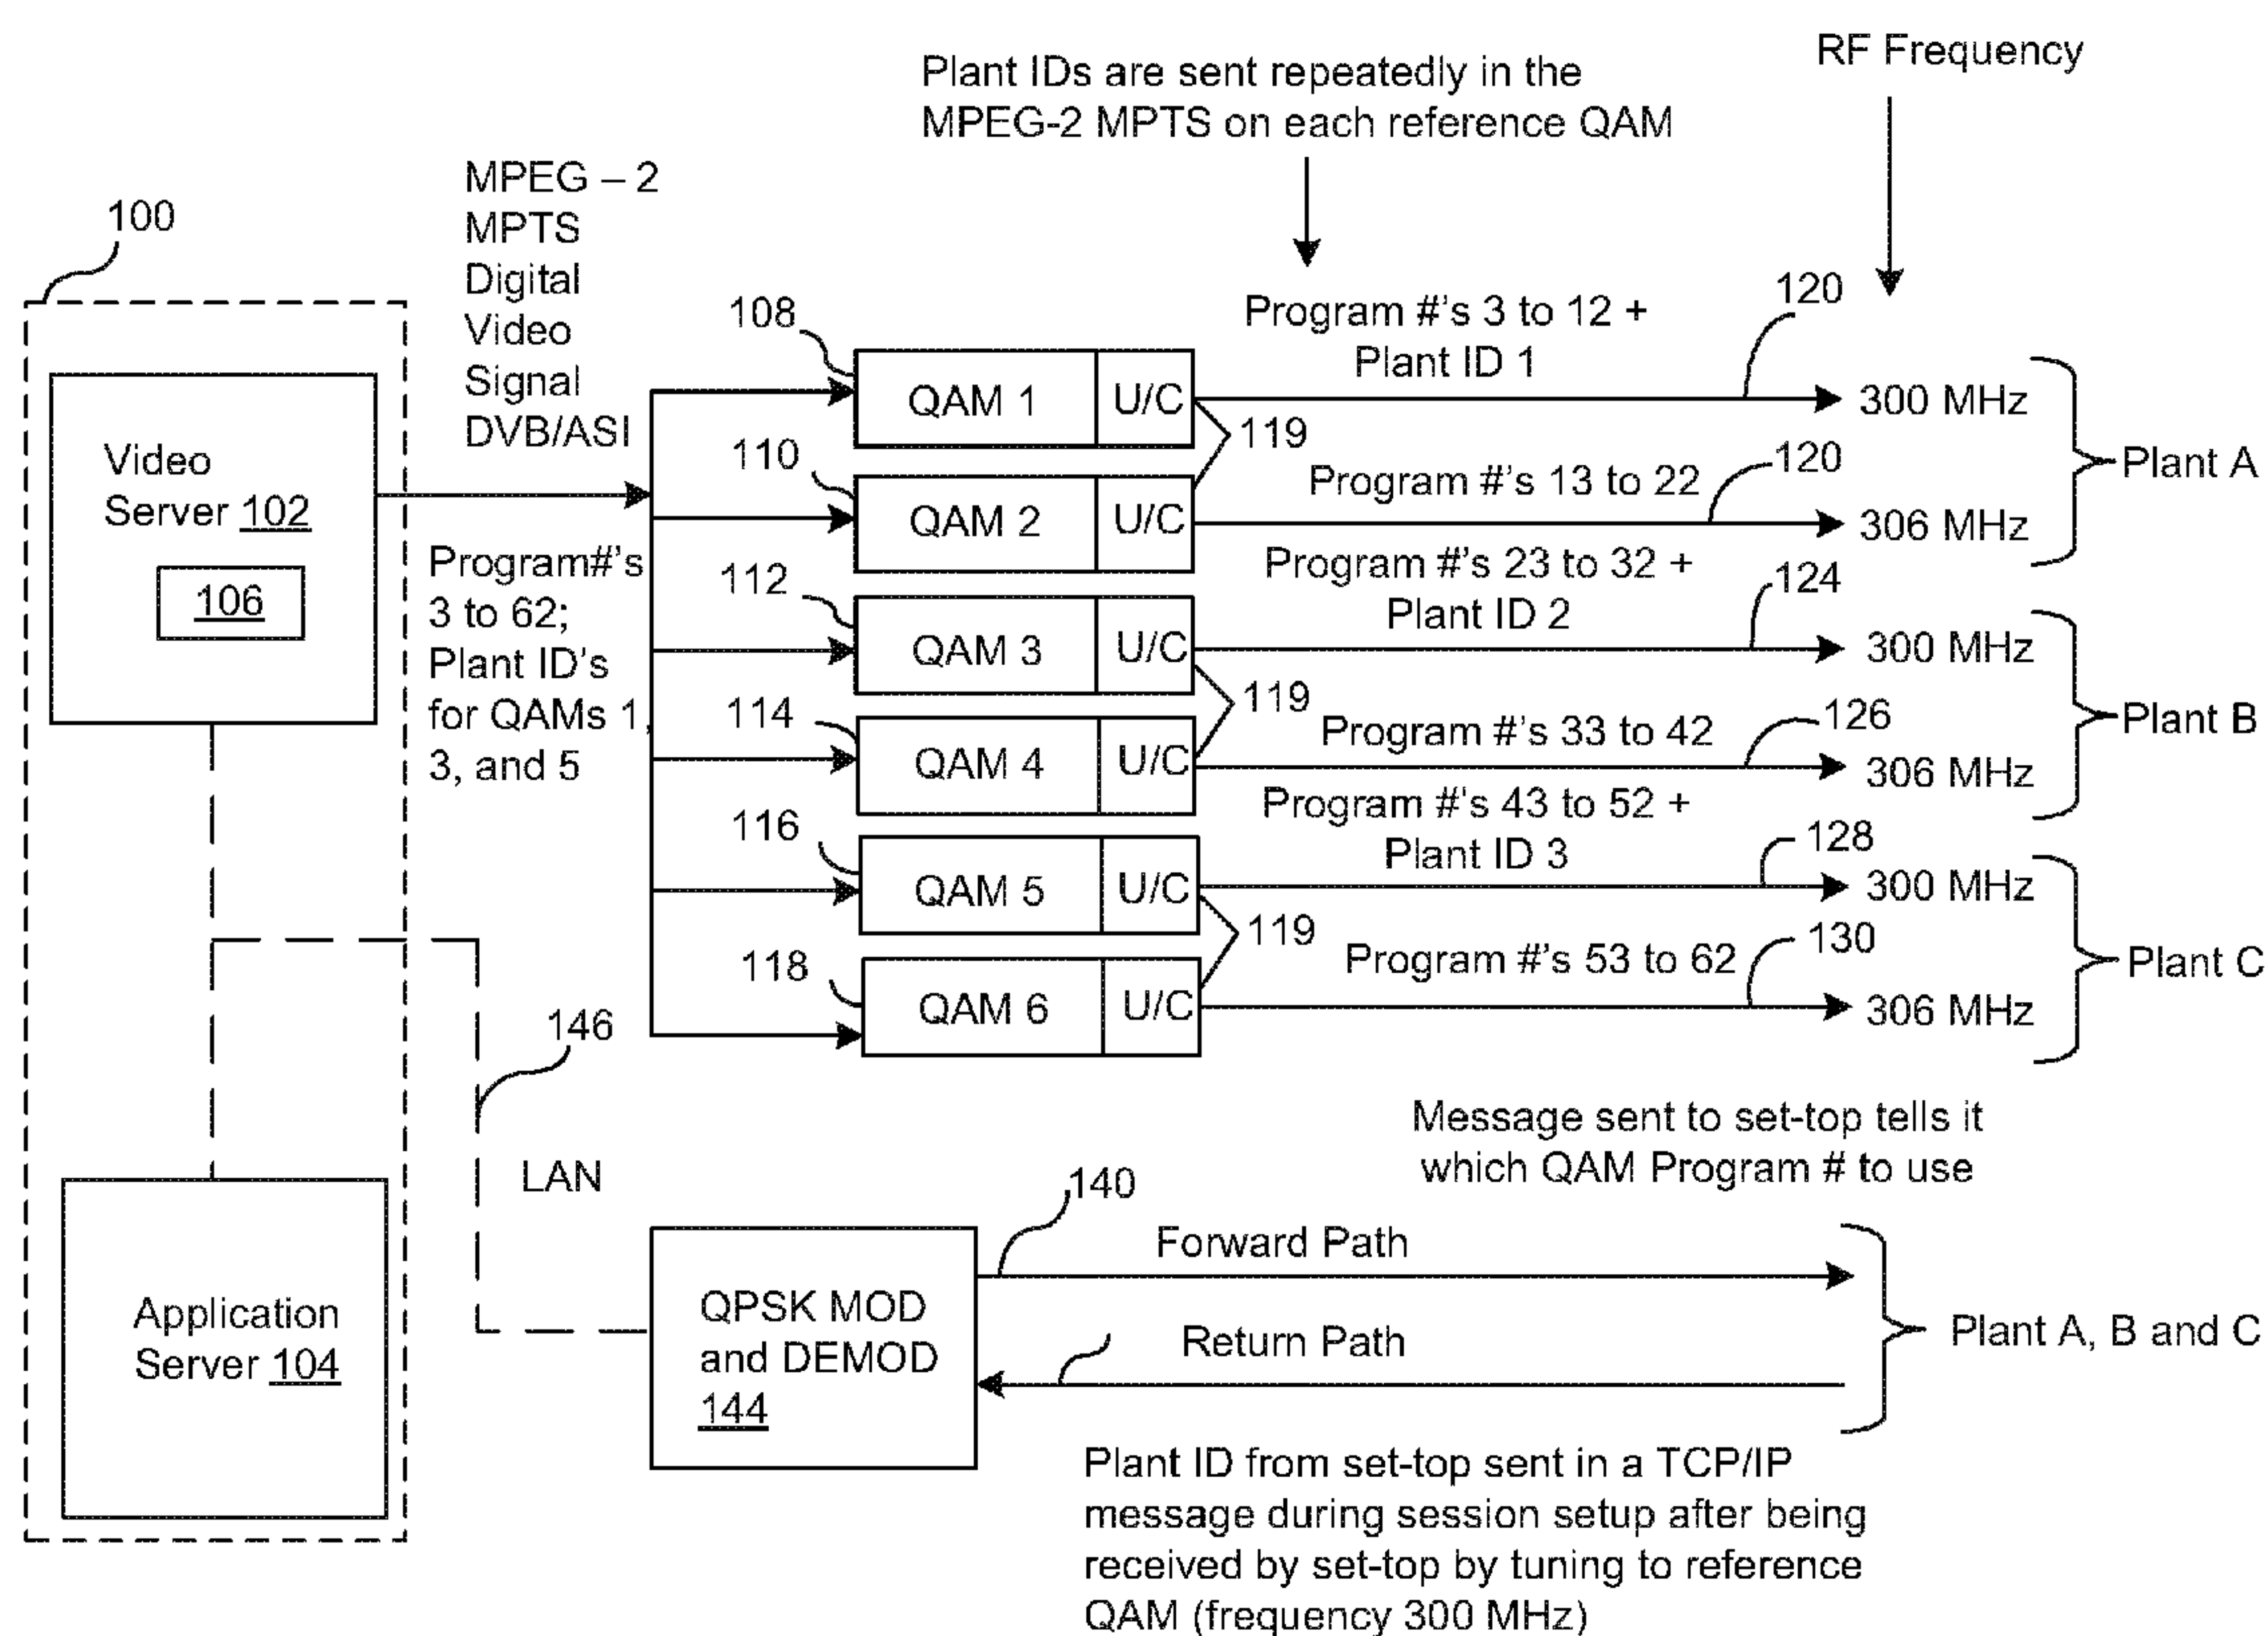 Plant IDs are sent repeatedly in the
MPEG-2 MPTS on each reference QAM
RF Frequency
100
MPEG – 2
MPTS
Digital
Video
Signal
DVB/ASI
Video
Server 102
106
Program#'s
3 to 62;
Plant ID's
for QAMs 1,
3, and 5
108
QAM 1
U/C
Program #'s 3 to 12 +
Plant ID 1
120
300 MHz
119
110
QAM 2
U/C
Program #'s 13 to 22
120
306 MHz
Plant A
112
QAM 3
U/C
Program #'s 23 to 32 +
Plant ID 2
124
300 MHz
119
114
QAM 4
U/C
Program #'s 33 to 42
126
306 MHz
Plant B
116
QAM 5
U/C
Program #'s 43 to 52 +
Plant ID 3
128
300 MHz
119
118
QAM 6
U/C
Program #'s 53 to 62
130
306 MHz
Plant C
146
LAN
Application
Server 104
Message sent to set-top tells it
which QAM Program # to use
QPSK MOD
and DEMOD
144
140
Forward Path
Return Path
Plant A, B and C
Plant ID from set-top sent in a TCP/IP
message during session setup after being
received by set-top by tuning to reference
QAM (frequency 300 MHz)